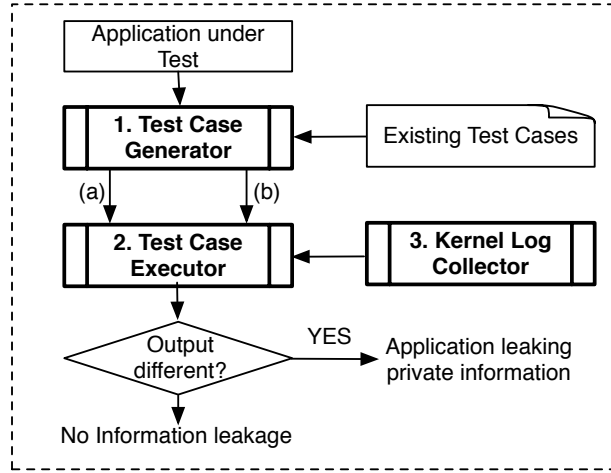 Application under
Test
1. Test Case
Generator
Existing Test Cases
(a)
(b)
2. Test Case
Executor
3. Kernel Log
Collector
Output
different?
YES
Application leaking
private information
No Information leakage